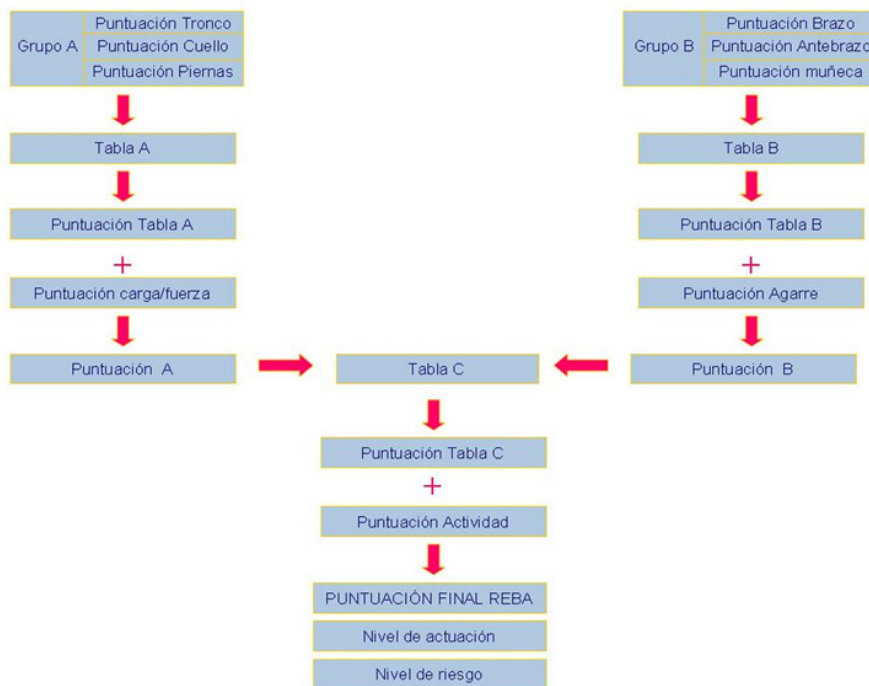 Grupo A
Puntuación Tronco
Puntuación Cuello
Puntuación Piernas
Grupo B
Puntuación Brazo
Puntuación Antebrazo
Puntuación muñeca
Tabla A
Tabla B
Puntuación Tabla A
Puntuación Tabla B
+
+
Puntuación carga/fuerza
Puntuación Agarre
Puntuación A
Tabla C
Puntuación B
Puntuación Tabla C
+
Puntuación Actividad
PUNTUACIÓN FINAL REBA
Nivel de actuación
Nivel de riesgo